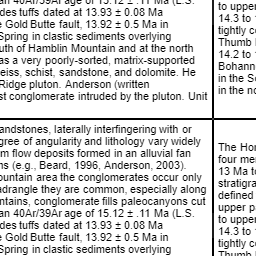 an 40Ar/39Ar age of 15.12 ± .11 Ma (L.S.
des tuffs dated at 13.93 ± 0.08 Ma
e Gold Butte fault, 13.92 ± 0.5 Ma in
Spring in clastic sediments overlying
uth of Hamblin Mountain and at the north
as a very poorly-sorted, matrix-supported
eiss, schist, sandstone, and dolomite. He
Ridge pluton. Anderson (written
st conglomerate intruded by the pluton. Unit
to upper
14.3 to
tightly c
Thumb
14.2 to
Bohann
in the S
in the no
andstones, laterally interfingering with or
gree of angularity and lithology vary widely
m flow deposits formed in an alluvial fan
ns (e.g., Beard, 1996, Anderson, 2003).
ountain area the conglomerates occur only
adrangle they are common, especially along
untains, conglomerate fills paleocanyons cut
an 40Ar/39Ar age of 15.12 ± .11 Ma (L.S.
des tuffs dated at 13.93 ± 0.08 Ma
e Gold Butte fault, 13.92 ± 0.5 Ma in
Spring in clastic sediments overlying
The Hor
four me
13 Ma t
stratigra
defined
upper p
to upper
14.3 to
tightly c